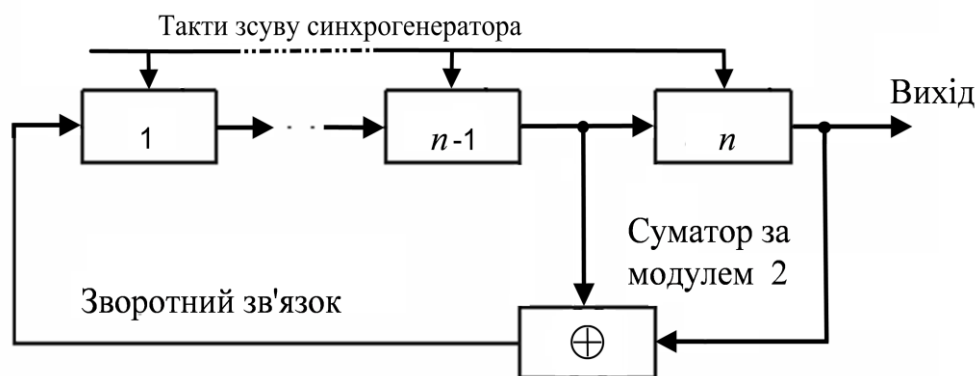 Такти зсуву синхрогенератора
Вихід
1
n-1
n
Суматор за
модулем 2
Зворотний зв'язок
⊕